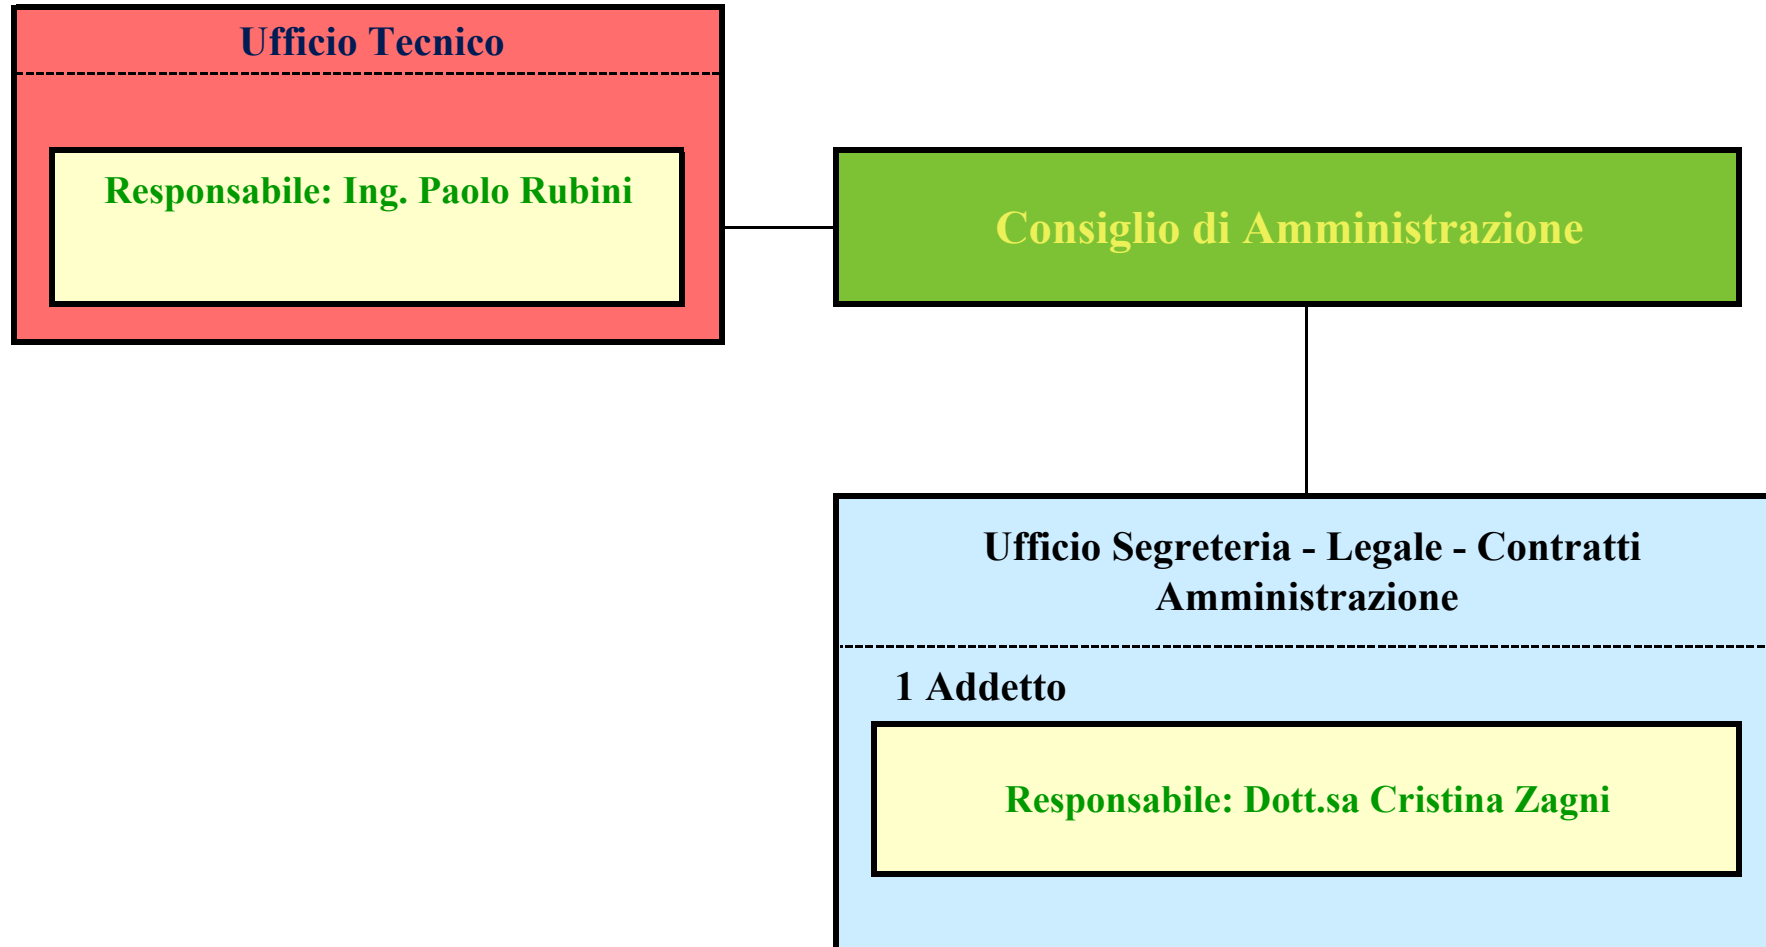 Ufficio Tecnico
Responsabile: Ing. Paolo Rubini
Consiglio di Amministrazione
Ufficio Segreteria - Legale - Contratti
Amministrazione
1 Addetto
Responsabile: Dott.sa Cristina Zagni